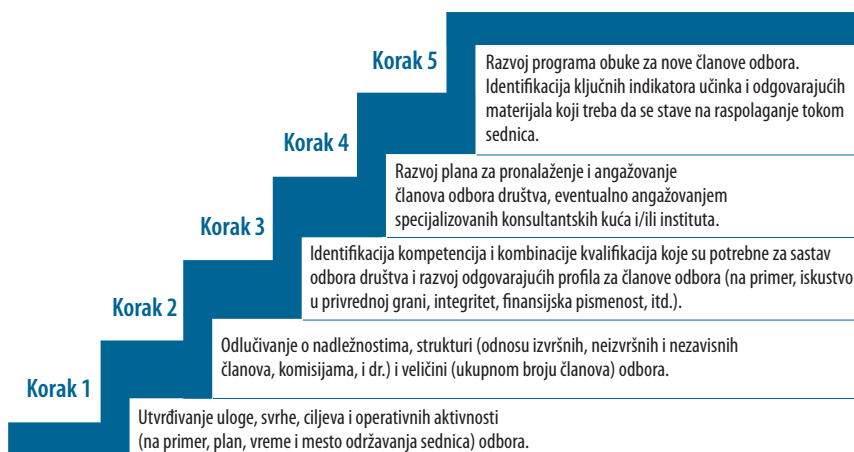 Korak 5
Razvoj programa obuke za nove članove odbora.
Identifikacija ključnih indikatora učinka i odgovarajućih
materijala koji treba da se stave na raspolaganje tokom
sednica.
Korak 4
Razvoj plana za pronalaženje i angažovanje
članova odbora društva, eventualno angažovanjem
specijalizovanih konsultantskih kuća i/ili instituta.
Korak 3
Identifikacija kompetencija i kombinacije kvalifikacija koje su potrebne za sastav
odbora društva i razvoj odgovarajućih profila za članove odbora (na primer, iskustvo
u privrednoj grani, integritet, finansijska pismenost, itd.).
Korak 2
Odlučivanje o nadležnostima, strukturi (odnosu izvršnih, neizvršnih i nezavisnih
članova, komisijama, i dr.) i veličini (ukupnom broju članova) odbora.
Korak 1
Utvrđivanje uloge, svrhe, ciljeva i operativnih aktivnosti
(na primer, plan, vreme i mesto održavanja sednica) odbora.